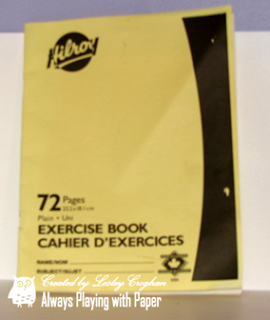 Hilroy
72 Pages
Plain • Uni
EXERCISE BOOK
CAHIER D'EXERCICES
NAME/NOM
SUBJECT/SUJET
Created by Lesley Croghan
Always Playing with Paper